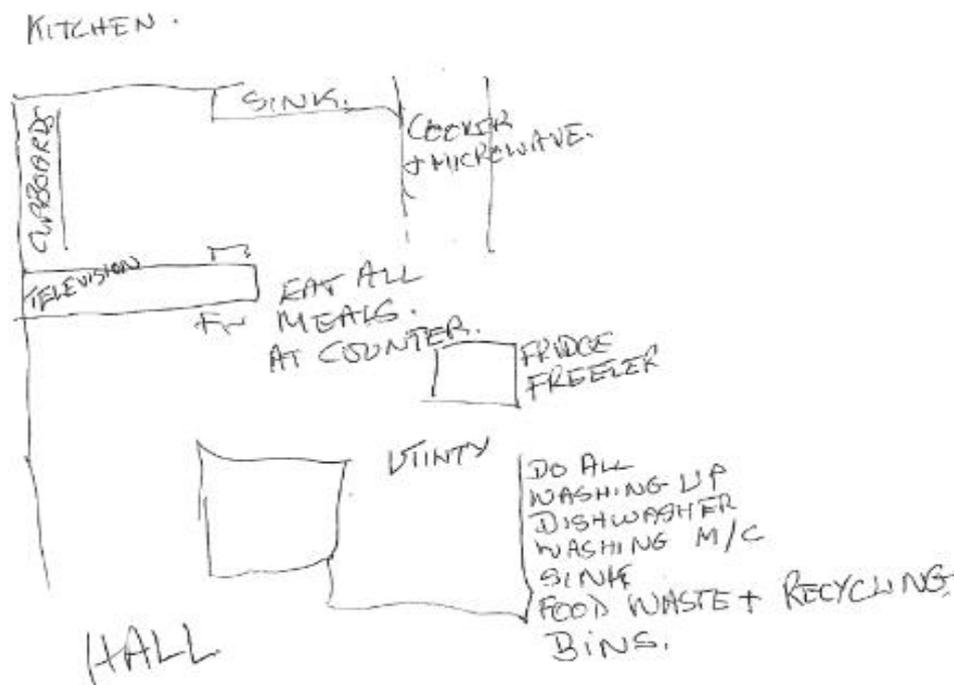 KITCHEN.
SINK.
CUPBOARDS
COOKER
+ MICROWAVE.
TELEVISION
EAT ALL
MEALS.
AT COUNTER.
FRIDGE
FREEZER
UTINTY
DO ALL
WASHING UP
DISHWASHER
WASHING M/C
SINK
FOOD WASTE + RECYCLING
BINS.
HALL